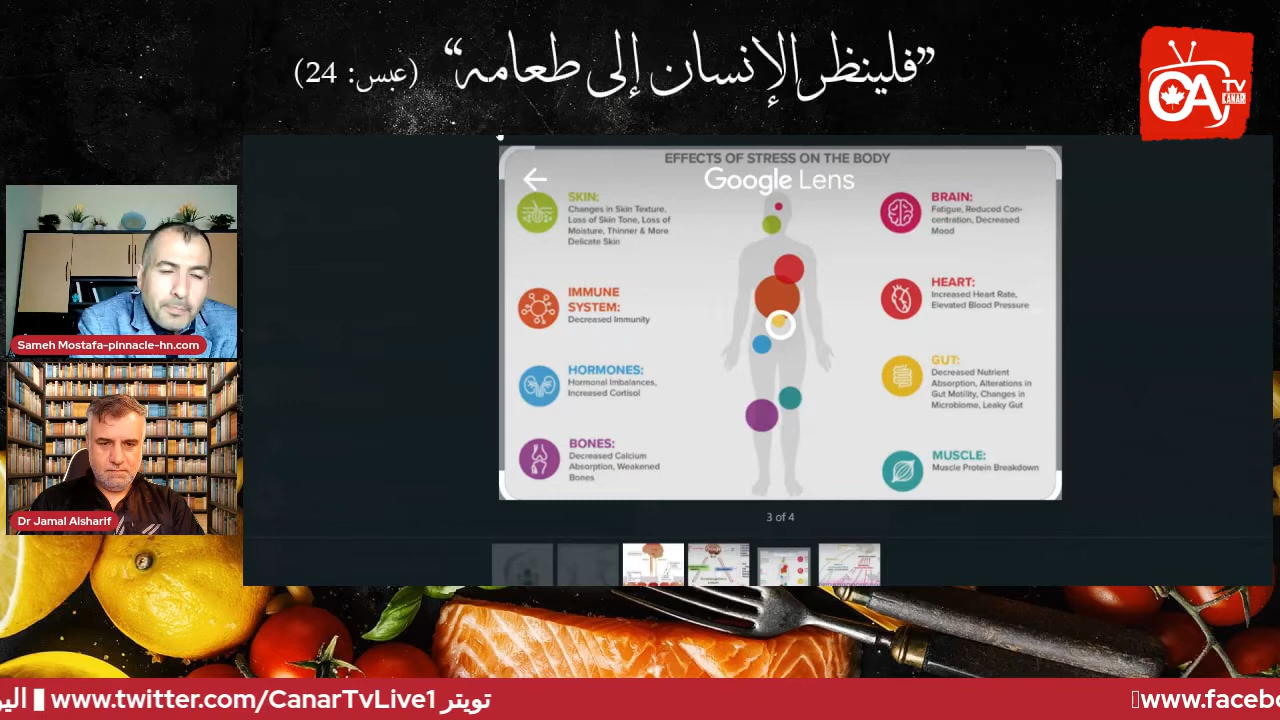 ”فلينظر الإنسان إلى طعامه“ (عبس: 24)
CA TV
CANAR
EFFECTS OF STRESS ON THE BODY
Google Lens
SKIN:
Changes in Skin Texture,
Loss of Skin Tone, Loss of
Moisture, Thinner & More
Delicate Skin
IMMUNE
SYSTEM:
Decreased Immunity
HORMONES:
Hormonal Imbalances,
Increased Cortisol
BONES:
Decreased Calcium
Absorption, Weakened
Bones
BRAIN:
Fatigue, Reduced Con-
centration, Decreased
Mood
HEART:
Increased Heart Rate,
Elevated Blood Pressure
GUT:
Decreased Nutrient
Absorption, Alterations in
Gut Motility, Changes in
Microbiome, Leaky Gut
MUSCLE:
Muscle Protein Breakdown
3 of 4
Sameh Mostafa-pinnacle-hn.com
Dr Jamal Alsharif
تويتر www.twitter.com/CanarTvLive1
www.facebo